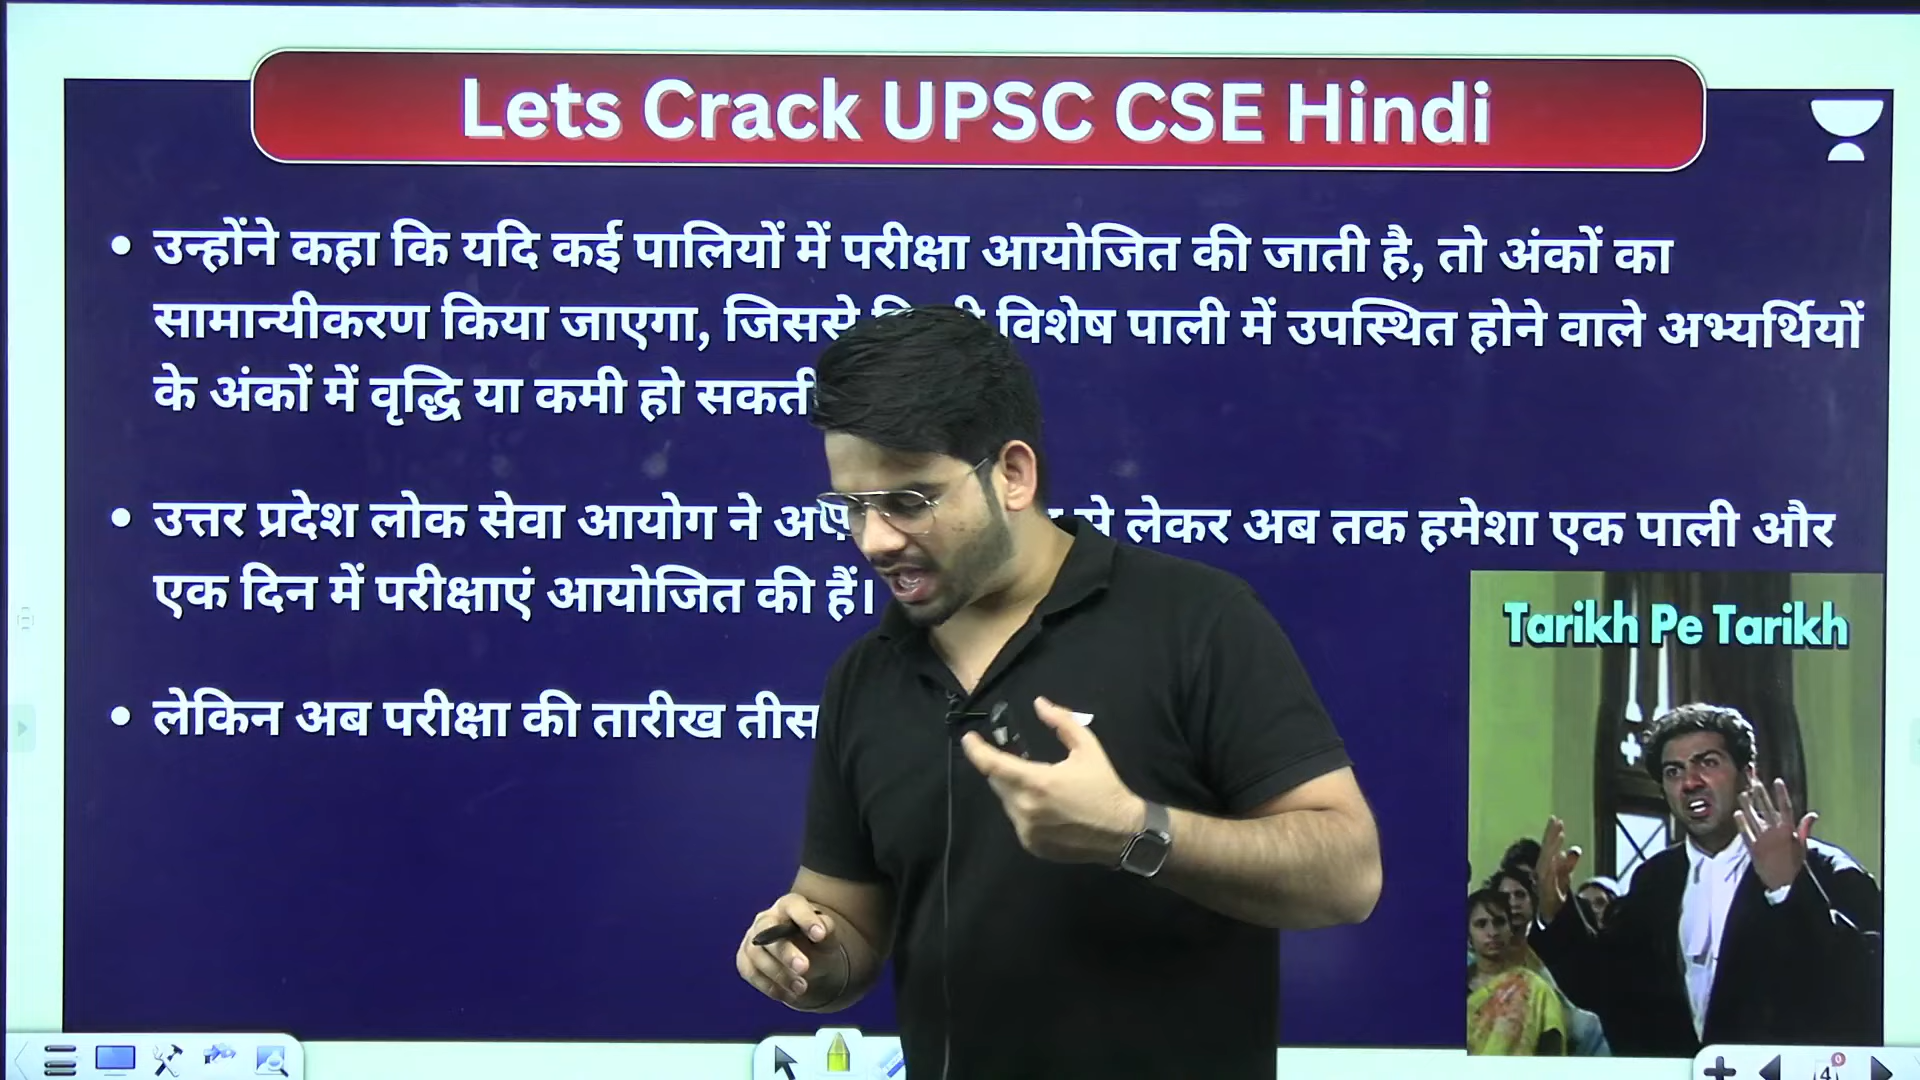 Lets Crack UPSC CSE Hindi
• उन्होंने कहा कि यदि कई पालियों में परीक्षा आयोजित की जाती है, तो अंकों का
सामान्यीकरण किया जाएगा, जिससे विशेष पाली में उपस्थित होने वाले अभ्यर्थियों
के अंकों में वृद्धि या कमी हो
• उत्तर प्रदेश लोक सेवा आयोग ने से लेकर अब तक हमेशा एक पाली और
एक दिन में परीक्षाएं आयोजित की हैं।
• लेकिन अब परीक्षा की तारीख
Tarikh Pe Tarikh
4